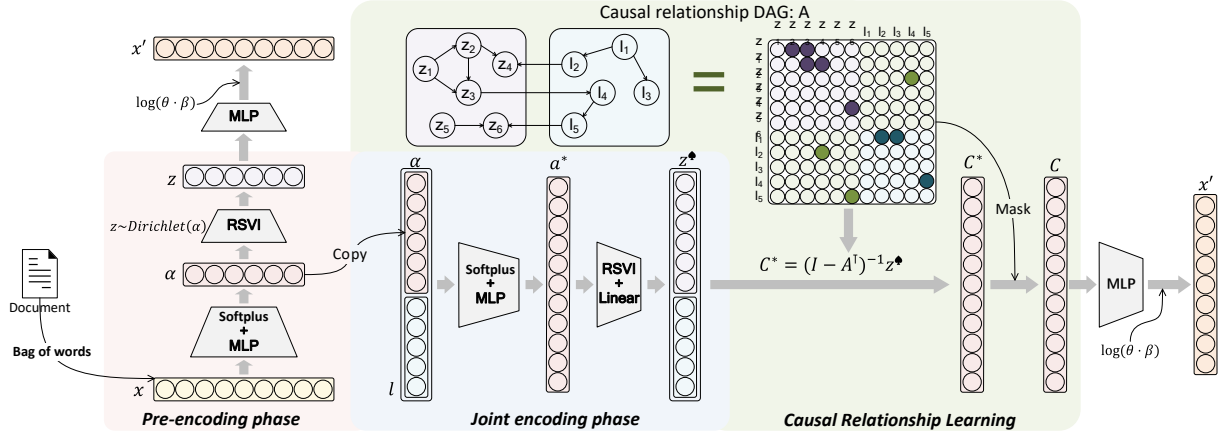 Causal relationship DAG: A
x′
log(θ · β)
MLP
z
z~Dirichlet(α)
RSVI
α
Copy
Document
Softplus
+
MLP
Bag of words
x
Pre-encoding phase
z₁
z₂
z₃
z₄
z₅
z₆
l₁
l₂
l₃
l₄
l₅
=
z z z z z z l₁ l₂ l₃ l₄ l₅
z
z
z
z
z
z
l₁
l₂
l₃
l₄
l₅
α
l
Softplus
+
MLP
a*
RSVI
+
Linear
z♠
Joint encoding phase
C* = (I − Aᵀ)⁻¹z♠
C*
Mask
C
MLP
log(θ · β)
x′
Causal Relationship Learning